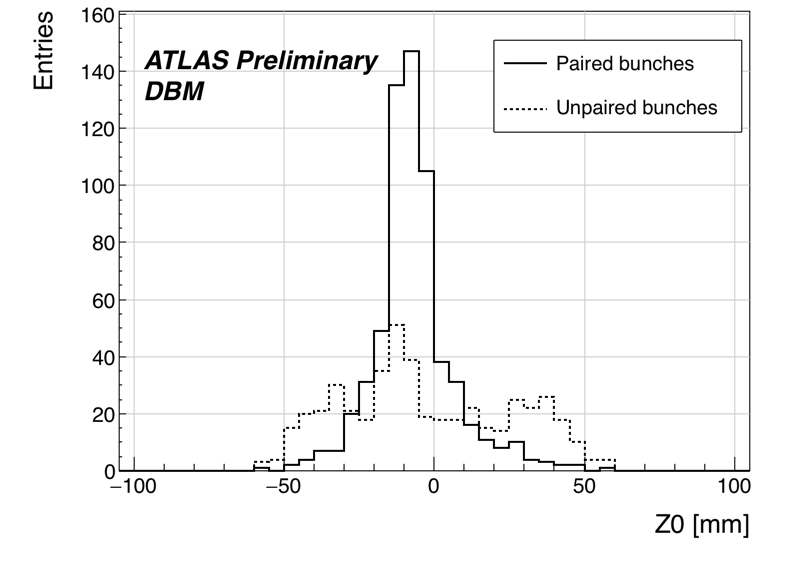 Entries
160
140
120
100
80
60
40
20
0
ATLAS Preliminary
DBM
Paired bunches
Unpaired bunches
−100 −50 0 50 100
Z0 [mm]